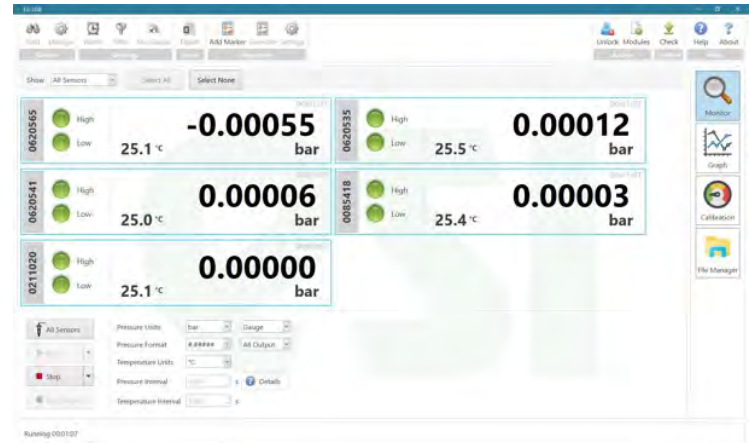 Add Marker
Unlock Modules Check Help About
Show All Sensors Select All Select None
0620565 High Low 25.1 °C -0.00055 bar
0620535 High Low 25.5 °C 0.00012 bar
0620541 High Low 25.0 °C 0.00006 bar
0085418 High Low 25.4 °C 0.00003 bar
0211020 High Low 25.1 °C 0.00000 bar
Monitor
Graph
Calibration
File Manager
All Sensors
Stop
Pressure Units bar Gauge
Pressure Format #.##### All Output
Temperature Units °C
Pressure Interval s Details
Temperature Interval s
Running 00:01:07